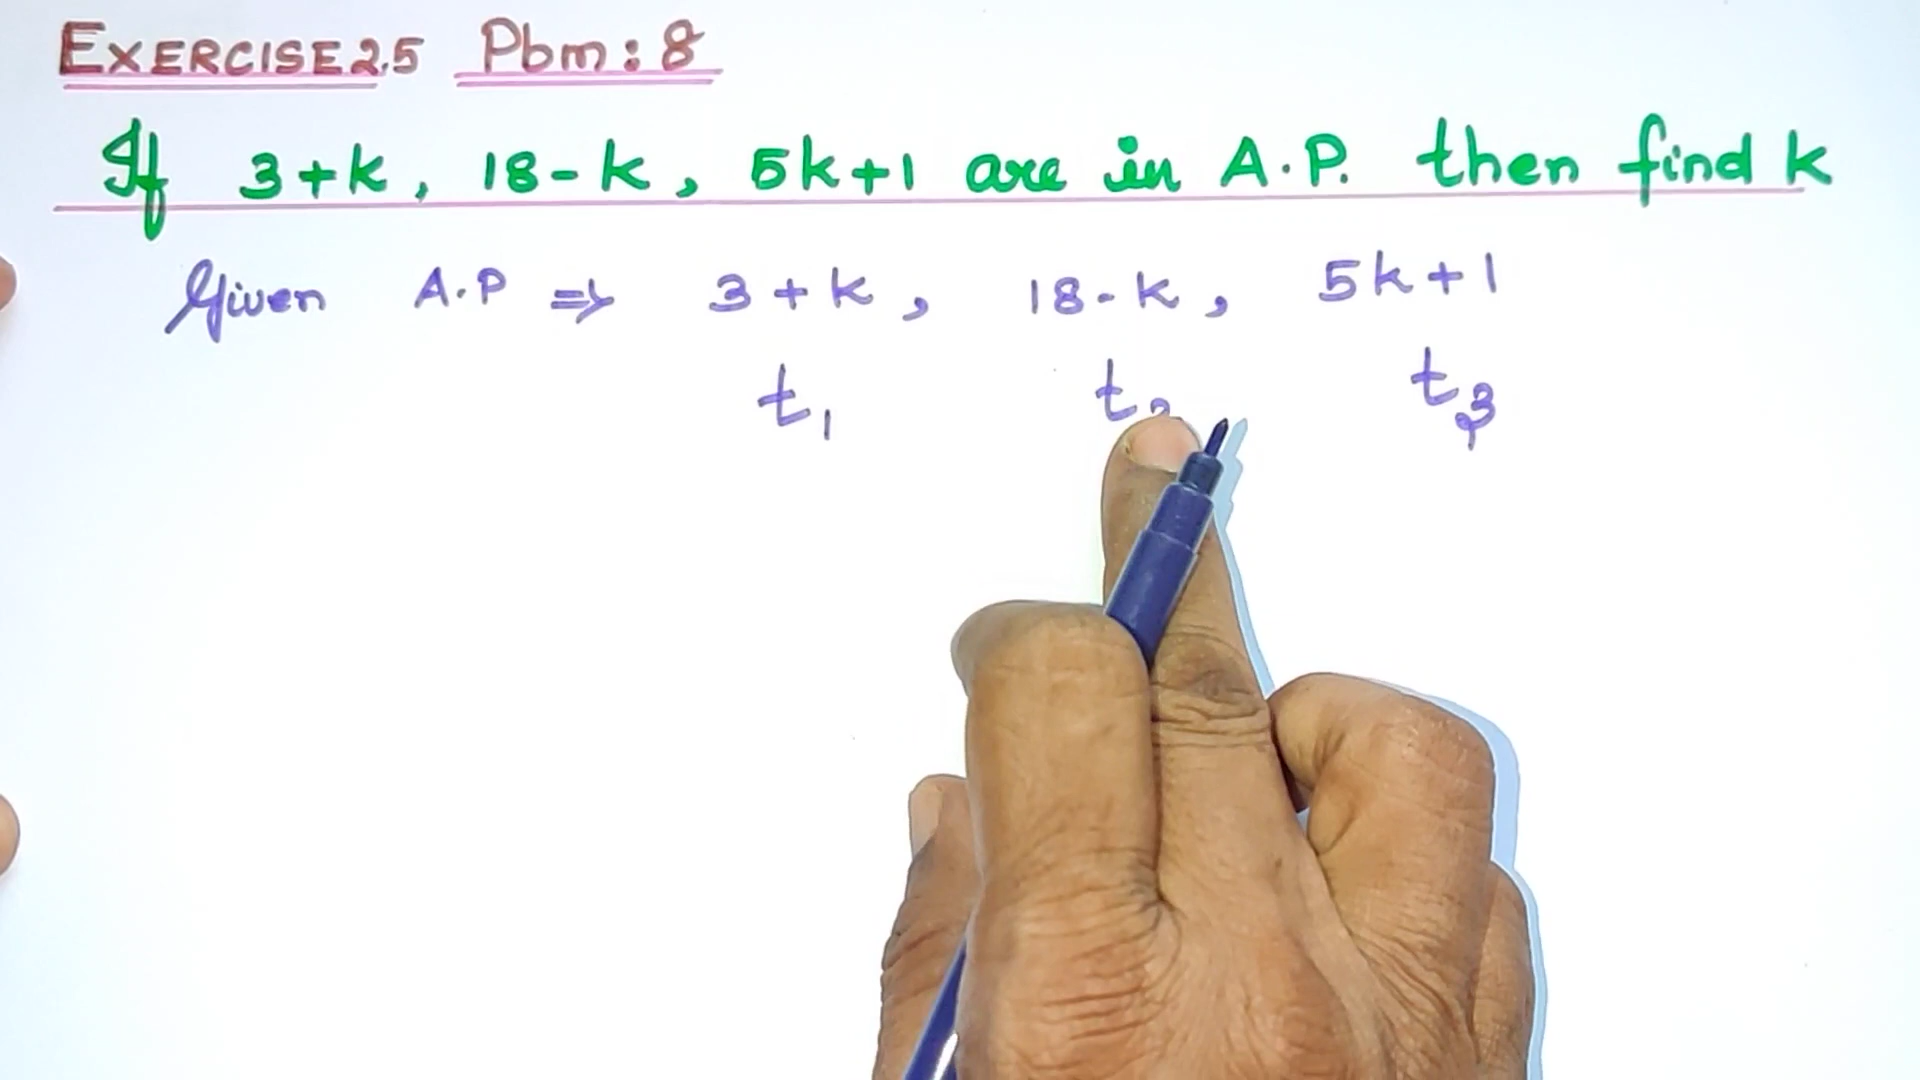 EXERCISE 2.5 Pbm: 8
If 3+k, 18-k, 5k+1 are in A.P. then find k
Given A.P ⇒ 3+k, 18-k, 5k+1
t₁ t₂ t₃